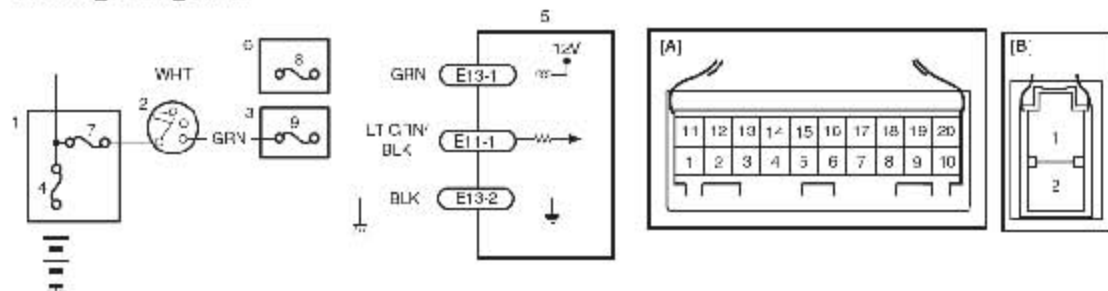 5
[A]
[B]
6
8
12V
WHT
GRN
E13-1
2
3
1
7
GRN
9
LT GRN/
BLK
E11-1
11 12 13 14 15 16 17 18 19 20
1 2 3 4 5 6 7 8 9 10
1
2
4
BLK
E13-2